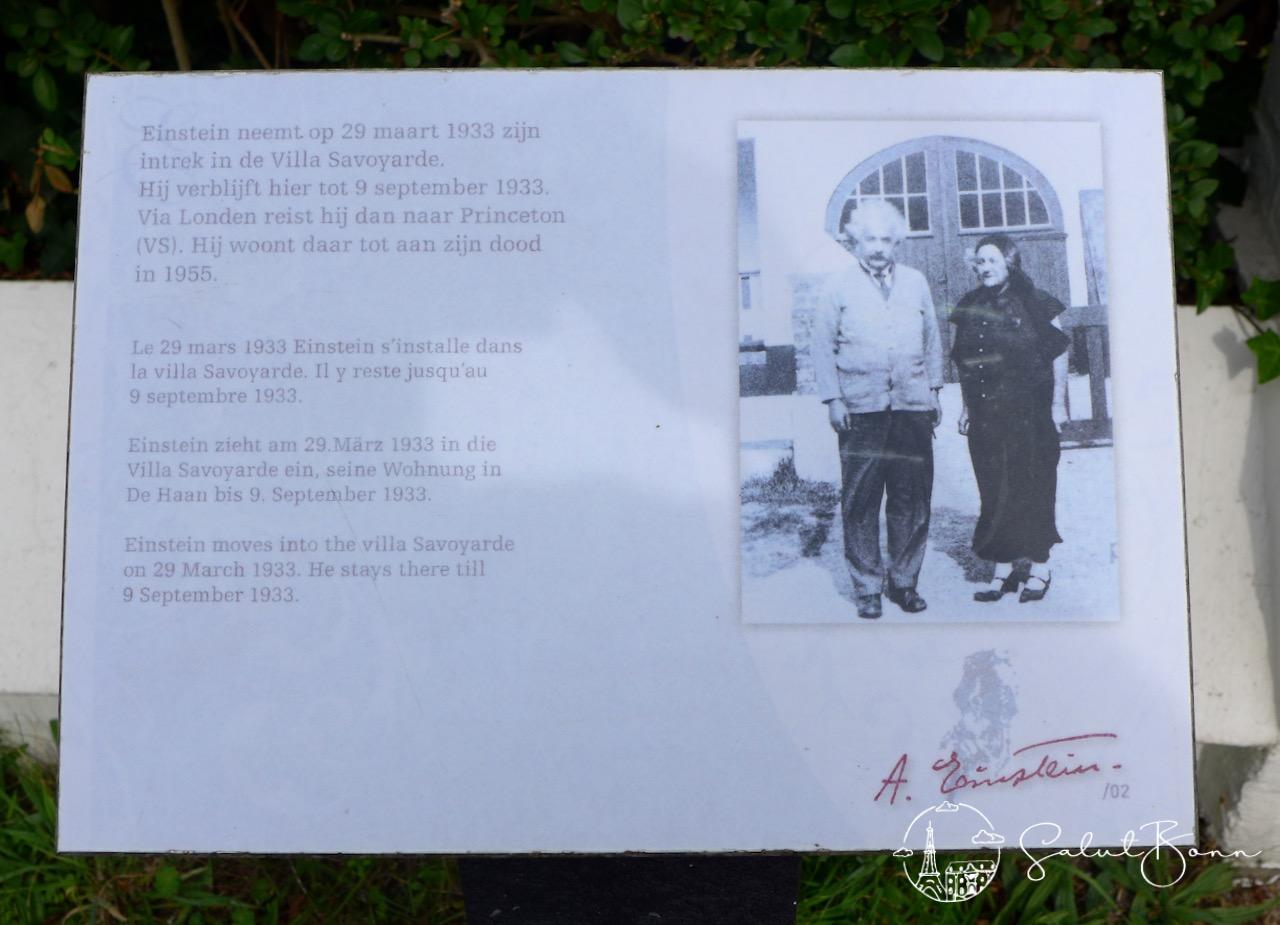 Einstein neemt op 29 maart 1933 zijn
intrek in de Villa Savoyarde.
Hij verblijft hier tot 9 september 1933.
Via Londen reist hij dan naar Princeton
(VS). Hij woont daar tot aan zijn dood
in 1955.
Le 29 mars 1933 Einstein s'installe dans
la villa Savoyarde. Il y reste jusqu'au
9 septembre 1933.
Einstein zieht am 29.März 1933 in die
Villa Savoyarde ein, seine Wohnung in
De Haan bis 9. September 1933.
Einstein moves into the villa Savoyarde
on 29 March 1933. He stays there till
9 September 1933.
A. Einstein.
/02
SalutBonn